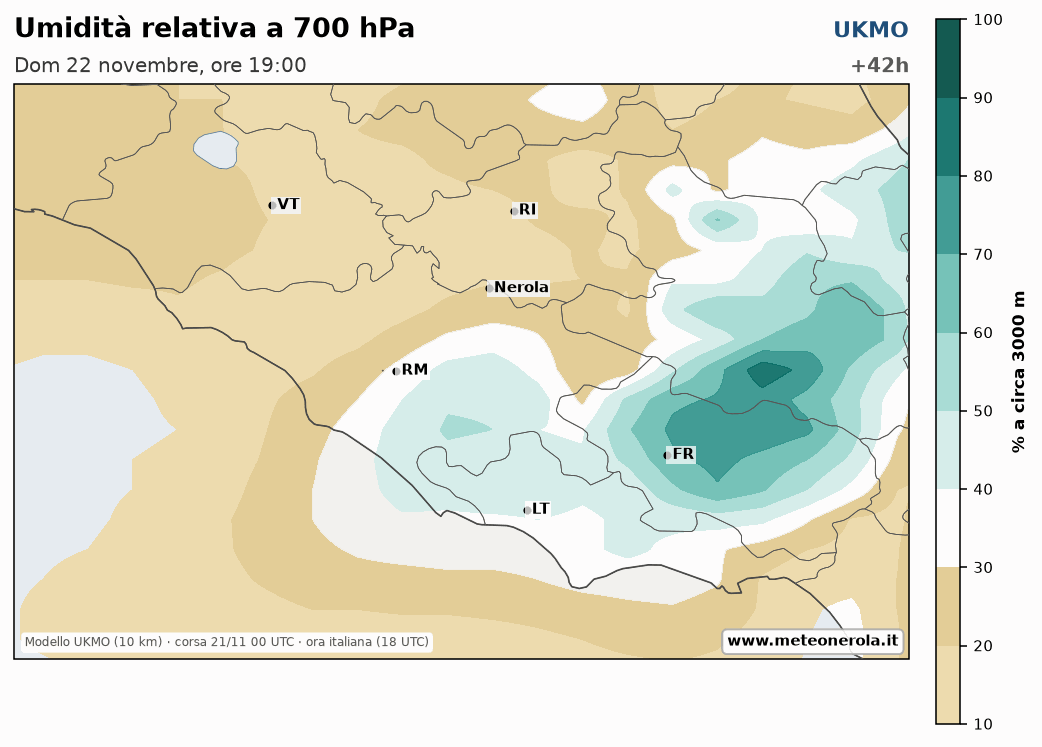 Umidità relativa a 700 hPa
UKMO
Dom 22 novembre, ore 19:00
+42h
100
90
80
70
60
50
40
30
20
10
% a circa 3000 m
VT
RI
Nerola
RM
FR
LT
Modello UKMO (10 km) · corsa 21/11 00 UTC · ora italiana (18 UTC)
www.meteonerola.it